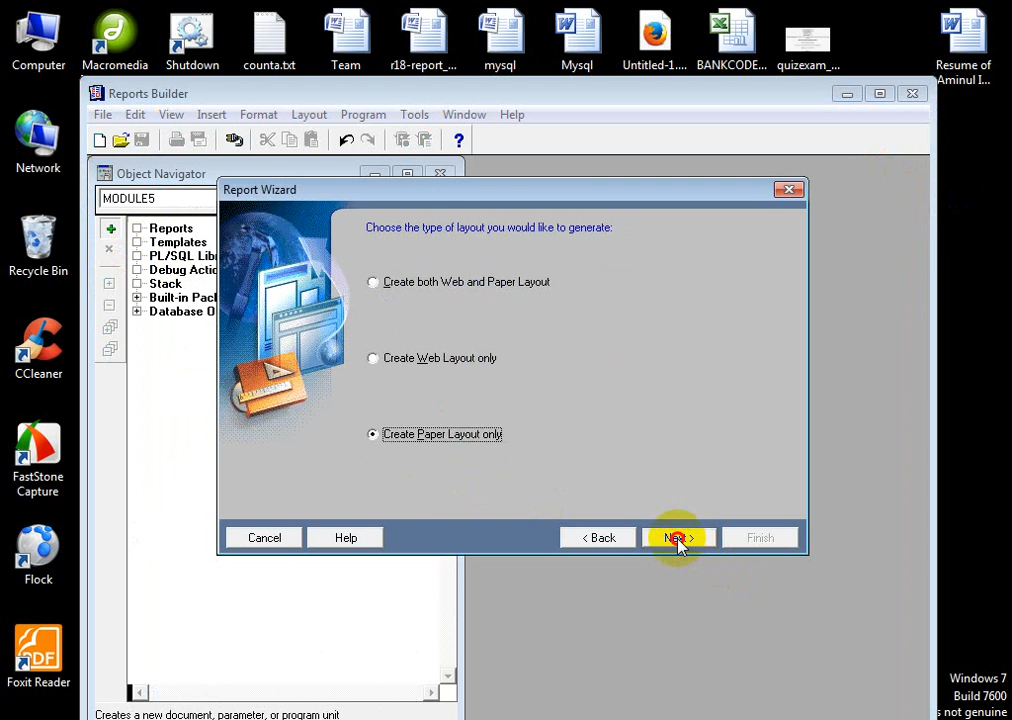 Computer
Macromedia
Shutdown
counta.txt
Team
r18-report_...
mysql
Mysql
Untitled-1....
BANKCODE...
quizexam_...
Resume of
Aminul I...
Network
Recycle Bin
CCleaner
FastStone
Capture
Flock
Foxit Reader
Reports Builder
File Edit View Insert Format Layout Program Tools Window Help
Object Navigator
MODULE5
Reports
Templates
PL/SQL Lib
Debug Actio
Stack
Built-in Pack
Database O
Report Wizard
Choose the type of layout you would like to generate:
Create both Web and Paper Layout
Create Web Layout only
Create Paper Layout only
Cancel Help < Back Next > Finish
Creates a new document, parameter, or program unit
Windows 7
Build 7600
s not genuine